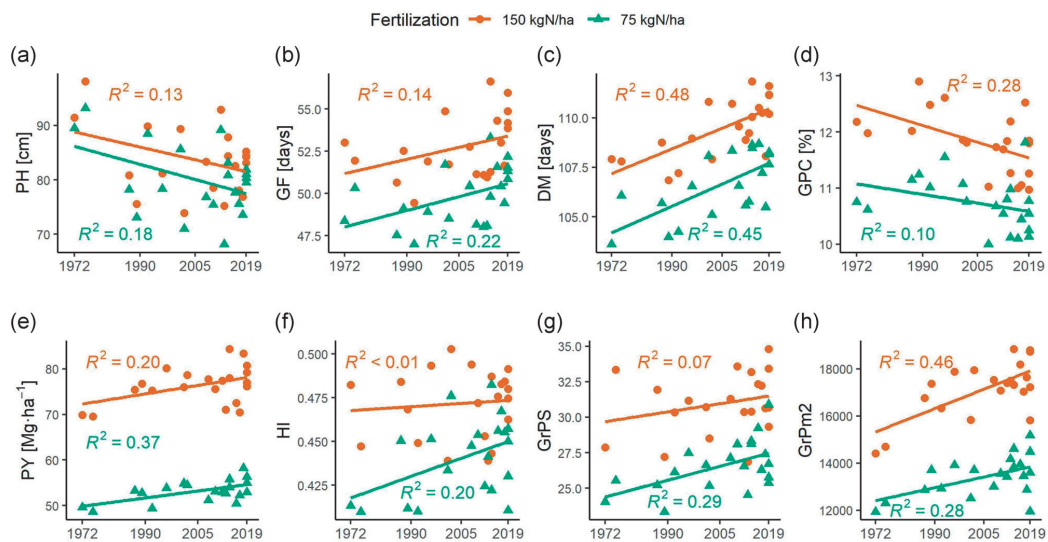 Fertilization 150 kgN/ha 75 kgN/ha
(a) (b) (c) (d)
PH [cm]
90
80
70
R² = 0.13
R² = 0.18
1972 1990 2005 2019
GF [days]
55.0
52.5
50.0
47.5
R² = 0.14
R² = 0.22
1972 1990 2005 2019
DM [days]
110.0
107.5
105.0
R² = 0.48
R² = 0.45
1972 1990 2005 2019
GPC [%]
13
12
11
10
R² = 0.28
R² = 0.10
1972 1990 2005 2019
(e) (f) (g) (h)
PY [Mg·ha⁻¹]
80
70
60
50
R² = 0.20
R² = 0.37
1972 1990 2005 2019
HI
0.500
0.475
0.450
0.425
R² < 0.01
R² = 0.20
1972 1990 2005 2019
GrPS
35.0
32.5
30.0
27.5
25.0
R² = 0.07
R² = 0.29
1972 1990 2005 2019
GrPm2
18000
16000
14000
12000
R² = 0.46
R² = 0.28
1972 1990 2005 2019